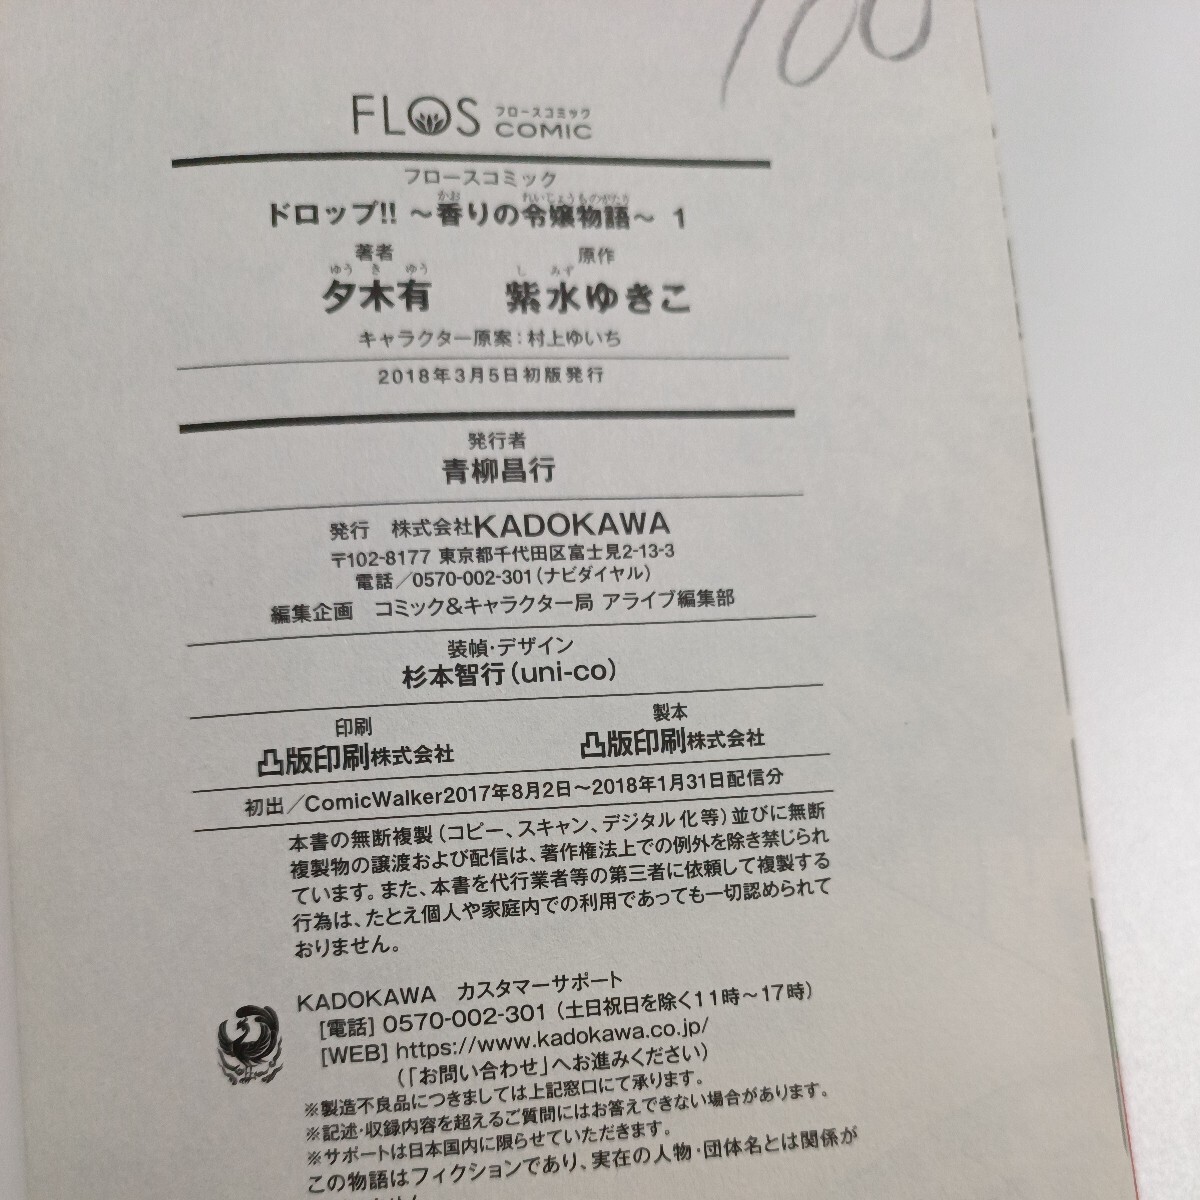 100
FLOS フロースコミック COMIC
フロースコミック
ドロップ!! ～香りの令嬢物語～ 1
著者 原作
夕木有 紫水ゆきこ
キャラクター原案:村上ゆいち
2018年3月5日初版発行
発行者
青柳昌行
発行 株式会社KADOKAWA
〒102-8177 東京都千代田区富士見2-13-3
電話/0570-002-301(ナビダイヤル)
編集企画 コミック&キャラクター局 アライブ編集部
装幀・デザイン
杉本智行(uni-co)
印刷 製本
凸版印刷株式会社 凸版印刷株式会社
初出/ComicWalker2017年8月2日～2018年1月31日配信分
本書の無断複製(コピー、スキャン、デジタル化等)並びに無断
複製物の譲渡および配信は、著作権法上での例外を除き禁じられ
ています。また、本書を代行業者等の第三者に依頼して複製する
行為は、たとえ個人や家庭内での利用であっても一切認められて
おりません。
KADOKAWA カスタマーサポート
[電話] 0570-002-301 (土日祝日を除く11時～17時)
[WEB] https://www.kadokawa.co.jp/
(「お問い合わせ」へお進みください)
※製造不良品につきましては上記窓口にて承ります。
※記述・収録内容を超えるご質問にはお答えできない場合があります。
※サポートは日本国内に限らせていただきます。
この物語はフィクションであり、実在の人物・団体名とは関係が